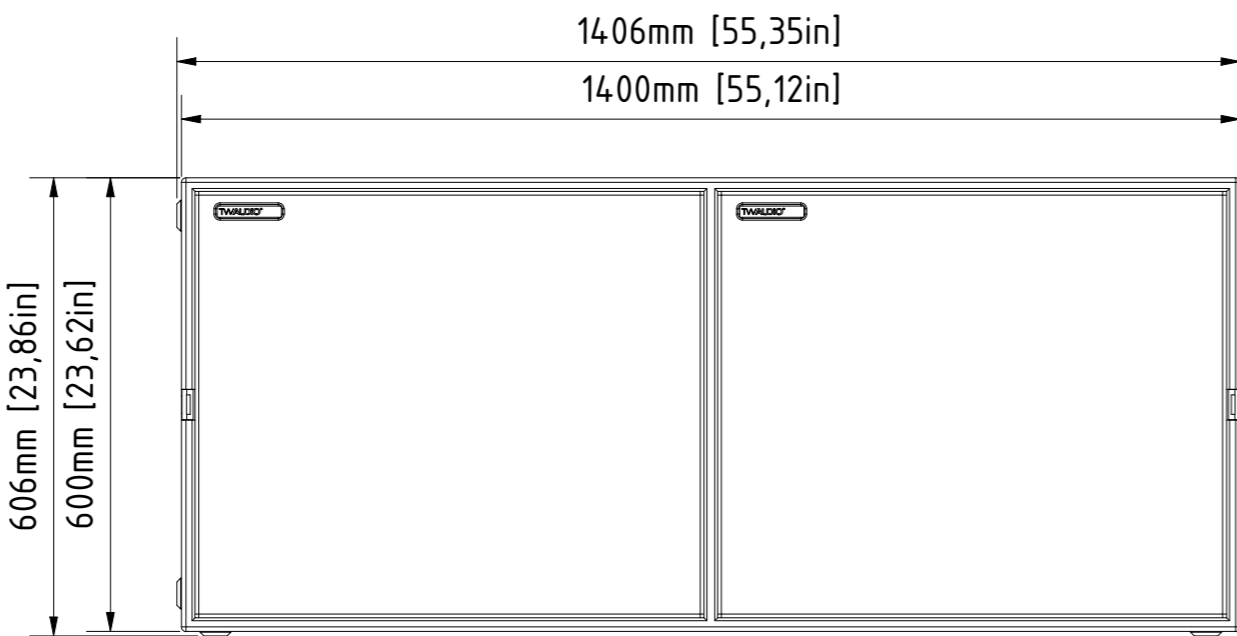 1406mm [55,35in]
1400mm [55,12in]
606mm [23,86in]
600mm [23,62in]
TWAUDIO
TWAUDIO